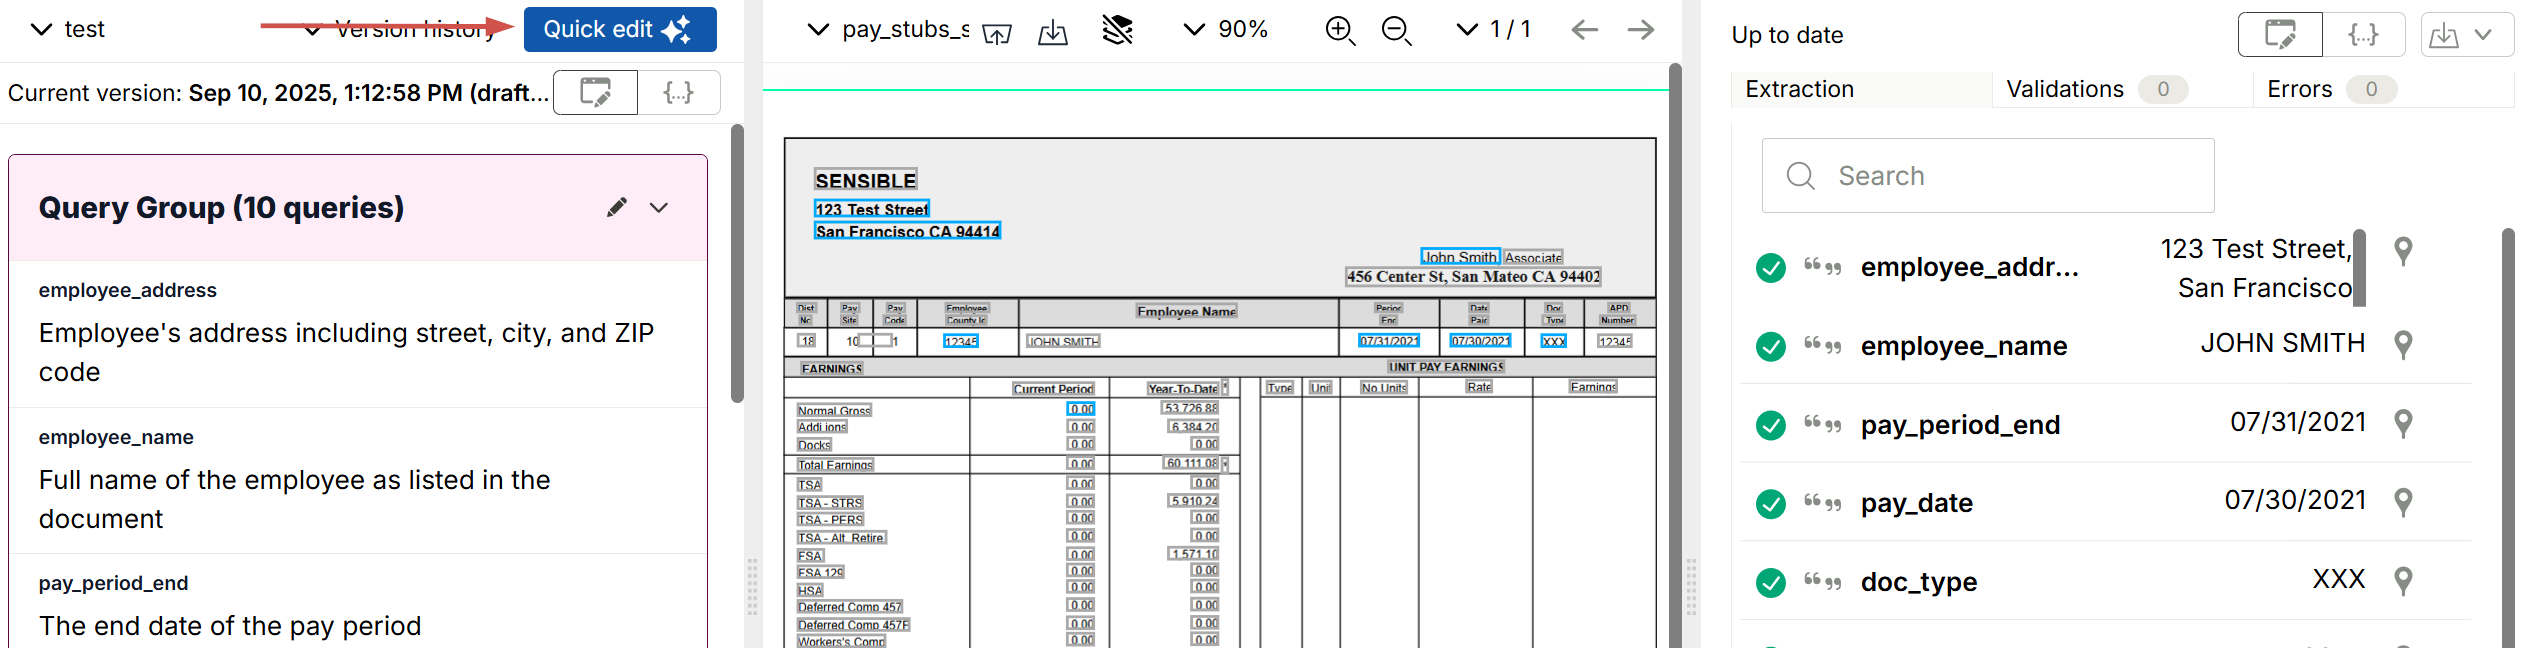 test
Version history
Quick edit
Current version: Sep 10, 2025, 1:12:58 PM (draft...
{...}
Query Group (10 queries)
employee_address
Employee's address including street, city, and ZIP
code
employee_name
Full name of the employee as listed in the
document
pay_period_end
The end date of the pay period
pay_stubs_s
90%
1 / 1
SENSIBLE
123 Test Street
San Francisco CA 94414
John Smith, Associate
456 Center St, San Mateo CA 94402
Dist No
Pay Site
Pay Code
Employee County Id
Employee Name
Period End
Date Paid
Doc Type
APD Number
18
10
1
12345
JOHN SMITH
07/31/2021
07/30/2021
XXX
12345
EARNINGS
UNIT PAY EARNINGS
Current Period
Year-To-Date
Type
Unit
No.Units
Rate
Earnings
Normal Gross 0.00 53,726.88
Addi ions 0.00 6,384.20
Docks 0.00 0.00
Total Earnings 0.00 60,111.08
TSA 0.00 0.00
TSA - STRS 0.00 5,910.24
TSA - PERS 0.00 0.00
TSA - Alt. Retire. 0.00 0.00
FSA 0.00 1,571.10
FSA 129 0.00 0.00
HSA 0.00 0.00
Deferred Comp 457 0.00 0.00
Deferred Comp 457F 0.00 0.00
Workers's Comp 0.00 0.00
Up to date
{...}
Extraction
Validations 0
Errors 0
Search
employee_addr...
123 Test Street,
San Francisco
employee_name
JOHN SMITH
pay_period_end
07/31/2021
pay_date
07/30/2021
doc_type
XXX